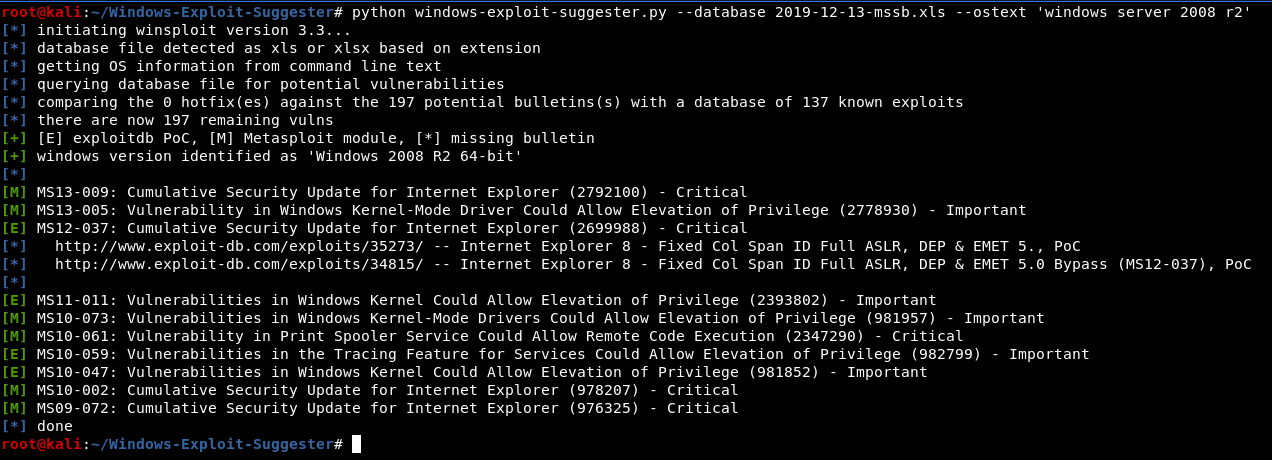 root@kali:~/Windows-Exploit-Suggester# python windows-exploit-suggester.py --database 2019-12-13-mssb.xls --ostext 'windows server 2008 r2'
[*] initiating winsploit version 3.3...
[*] database file detected as xls or xlsx based on extension
[*] getting OS information from command line text
[*] querying database file for potential vulnerabilities
[*] comparing the 0 hotfix(es) against the 197 potential bulletins(s) with a database of 137 known exploits
[*] there are now 197 remaining vulns
[+] [E] exploitdb PoC, [M] Metasploit module, [*] missing bulletin
[+] windows version identified as 'Windows 2008 R2 64-bit'
[*]
[M] MS13-009: Cumulative Security Update for Internet Explorer (2792100) - Critical
[M] MS13-005: Vulnerability in Windows Kernel-Mode Driver Could Allow Elevation of Privilege (2778930) - Important
[E] MS12-037: Cumulative Security Update for Internet Explorer (2699988) - Critical
[*]   http://www.exploit-db.com/exploits/35273/ -- Internet Explorer 8 - Fixed Col Span ID Full ASLR, DEP & EMET 5., PoC
[*]   http://www.exploit-db.com/exploits/34815/ -- Internet Explorer 8 - Fixed Col Span ID Full ASLR, DEP & EMET 5.0 Bypass (MS12-037), PoC
[*]
[E] MS11-011: Vulnerabilities in Windows Kernel Could Allow Elevation of Privilege (2393802) - Important
[M] MS10-073: Vulnerabilities in Windows Kernel-Mode Drivers Could Allow Elevation of Privilege (981957) - Important
[M] MS10-061: Vulnerability in Print Spooler Service Could Allow Remote Code Execution (2347290) - Critical
[E] MS10-059: Vulnerabilities in the Tracing Feature for Services Could Allow Elevation of Privilege (982799) - Important
[E] MS10-047: Vulnerabilities in Windows Kernel Could Allow Elevation of Privilege (981852) - Important
[M] MS10-002: Cumulative Security Update for Internet Explorer (978207) - Critical
[M] MS09-072: Cumulative Security Update for Internet Explorer (976325) - Critical
[*] done
root@kali:~/Windows-Exploit-Suggester#